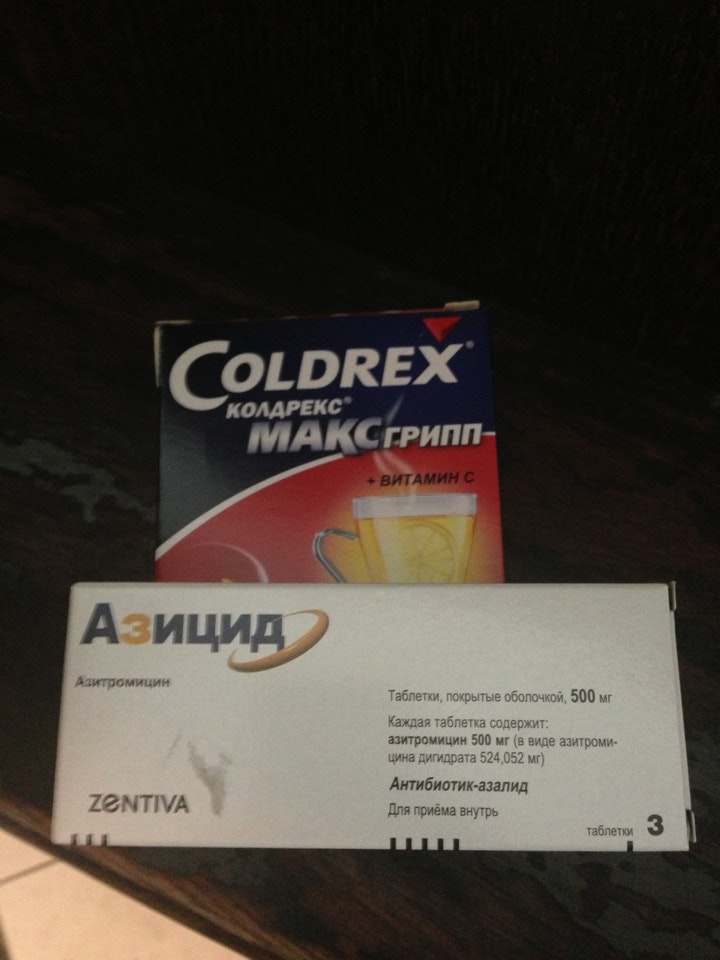 COLDREX®
КОЛДРЕКС®
МАКСГРИПП
+ ВИТАМИН С
Азицид
Азитромицин
Таблетки, покрытые оболочкой, 500 мг
Каждая таблетка содержит:
азитромицин 500 мг (в виде азитроми-
цина дигидрата 524,052 мг)
Антибиотик-азалид
Для приёма внутрь
ZENTIVA
таблетки 3